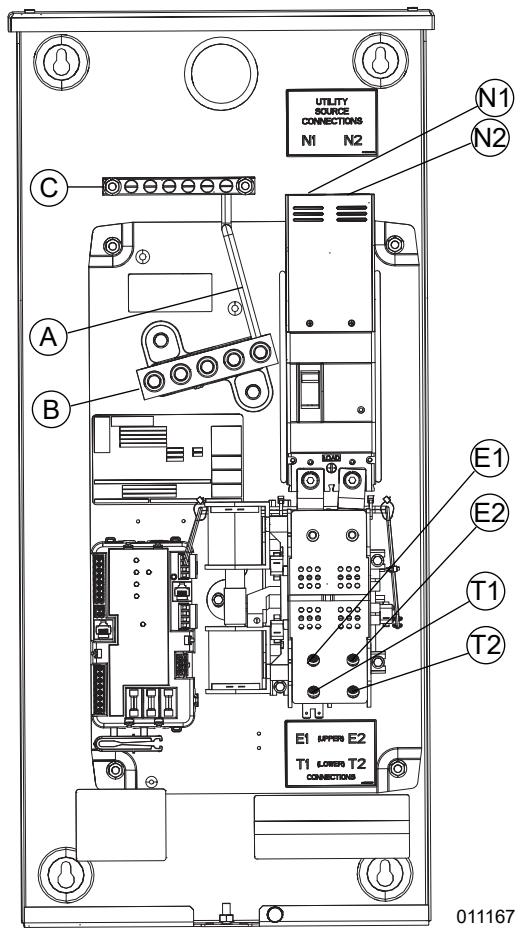 UTILITY
SOURCE
CONNECTIONS
N1 N2
N1
N2
C
A
B
LOAD
E1
E2
T1
T2
E1 (UPPER) E2
T1 (LOWER) T2
CONNECTIONS
011167